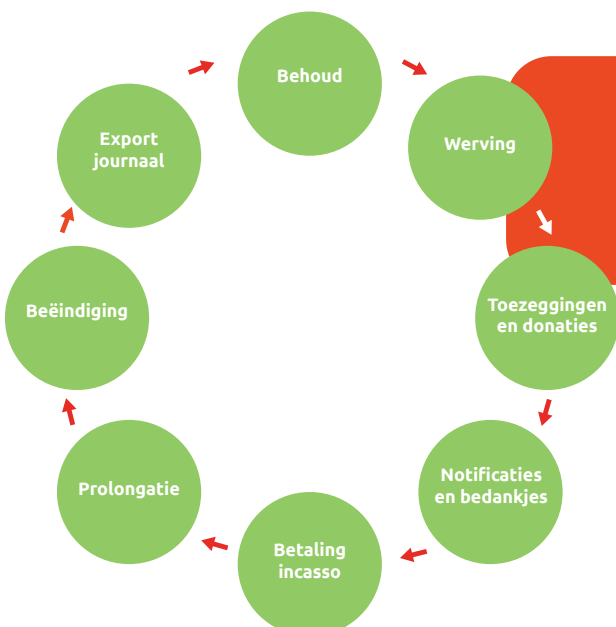 Behoud
Werving
Toezeggingen
en donaties
Notificaties
en bedankjes
Betaling
incasso
Prolongatie
Beëindiging
Export
journaal